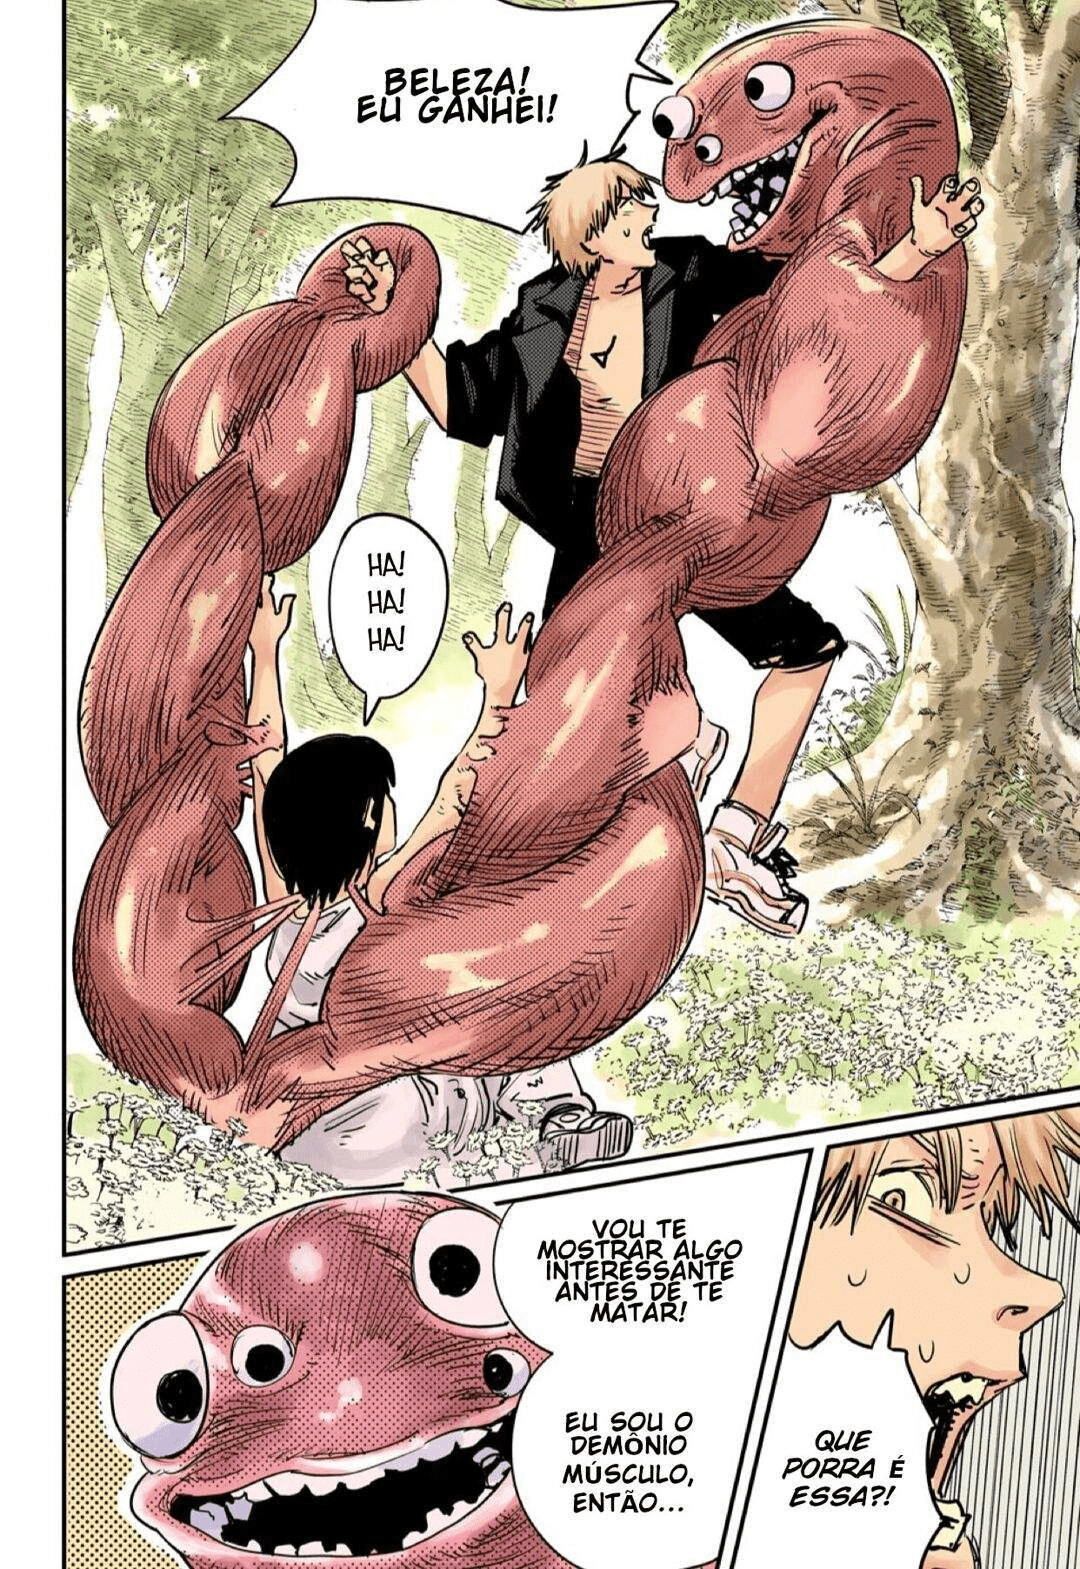 BELEZA!
EU GANHEI!
HA!
HA!
HA!
QUE
PORRA É
ESSA?!
VOU TE
MOSTRAR ALGO
INTERESSANTE
ANTES DE TE
MATAR!
EU SOU O
DEMÔNIO
MÚSCULO,
ENTÃO...